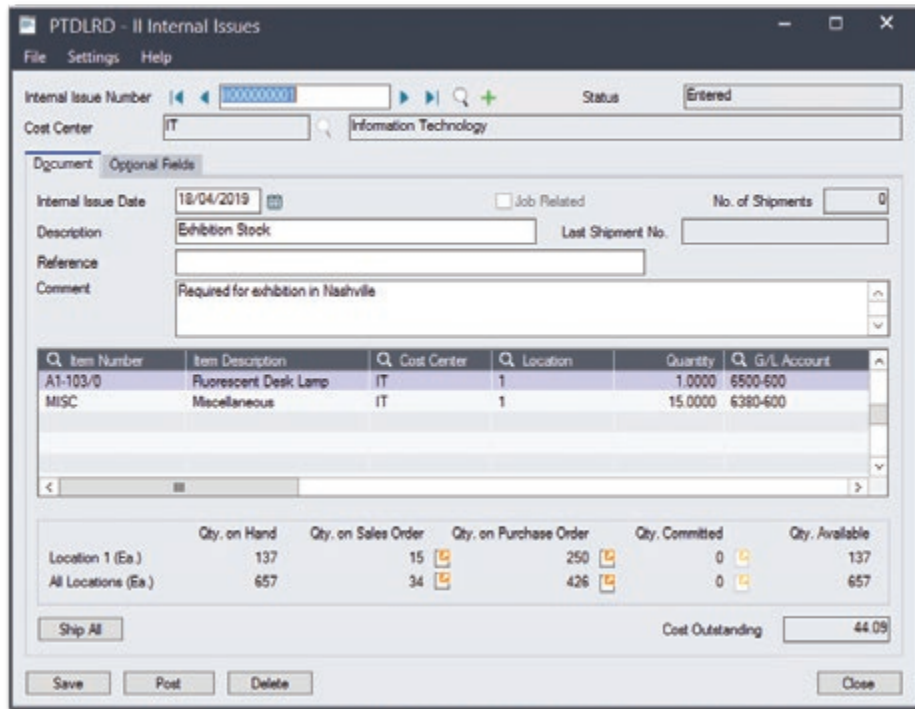 PTDLRD - II Internal Issues
File Settings Help
Internal Issue Number II000000001 Status Entered
Cost Center IT Information Technology
Document Optional Fields
Internal Issue Date 18/04/2019 Job Related No. of Shipments 0
Description Exhibition Stock Last Shipment No.
Reference
Comment Required for exhibition in Nashville
Item Number Item Description Cost Center Location Quantity G/L Account
A1-103/0 Fluorescent Desk Lamp IT 1 1.0000 6500-600
MISC Miscellaneous IT 1 15.0000 6380-600
Qty. on Hand Qty. on Sales Order Qty. on Purchase Order Qty. Committed Qty. Available
Location 1 (Ea.) 137 15 250 0 137
All Locations (Ea.) 657 34 426 0 657
Ship All Cost Outstanding 44.09
Save Post Delete Close